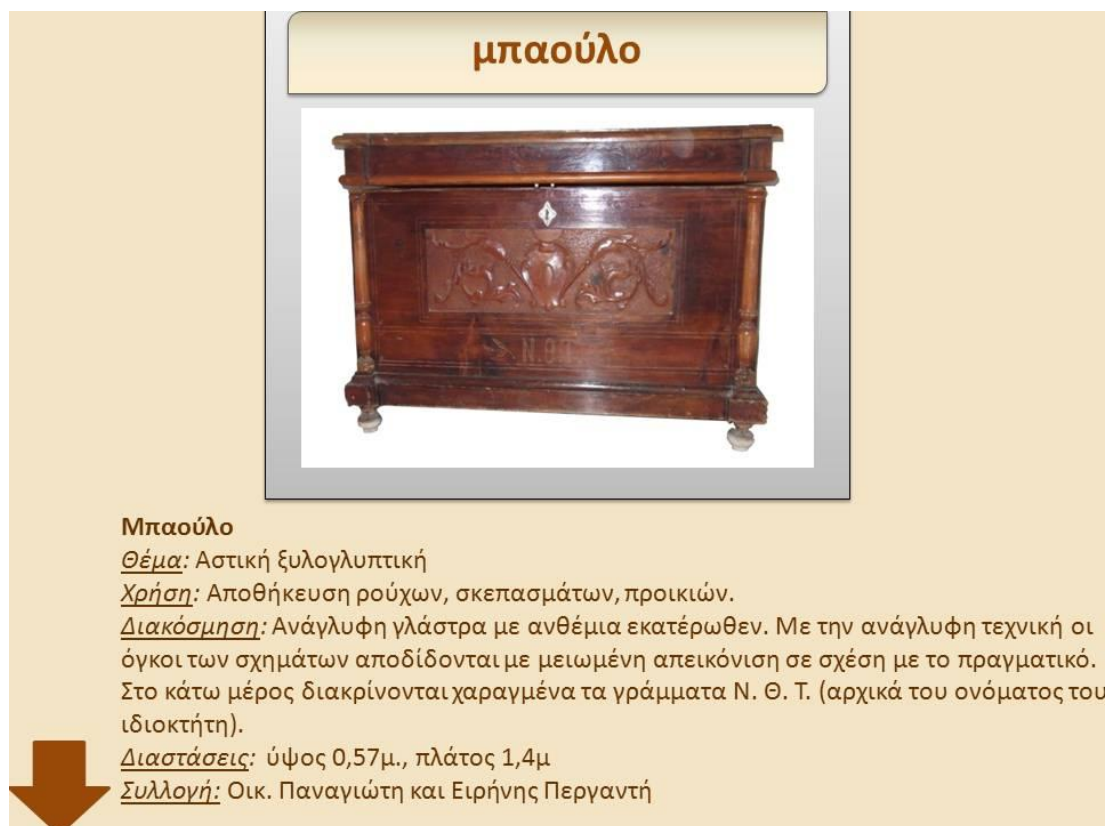 μπαούλο
Ν.Θ.Τ.
Μπαούλο
Θέμα: Αστική ξυλογλυπτική
Χρήση: Αποθήκευση ρούχων, σκεπασμάτων, προικιών.
Διακόσμηση: Ανάγλυφη γλάστρα με ανθέμια εκατέρωθεν. Με την ανάγλυφη τεχνική οι
όγκοι των σχημάτων αποδίδονται με μειωμένη απεικόνιση σε σχέση με το πραγματικό.
Στο κάτω μέρος διακρίνονται χαραγμένα τα γράμματα Ν. Θ. Τ. (αρχικά του ονόματος του
ιδιοκτήτη).
Διαστάσεις: ύψος 0,57μ., πλάτος 1,4μ
Συλλογή: Οικ. Παναγιώτη και Ειρήνης Περγαντή